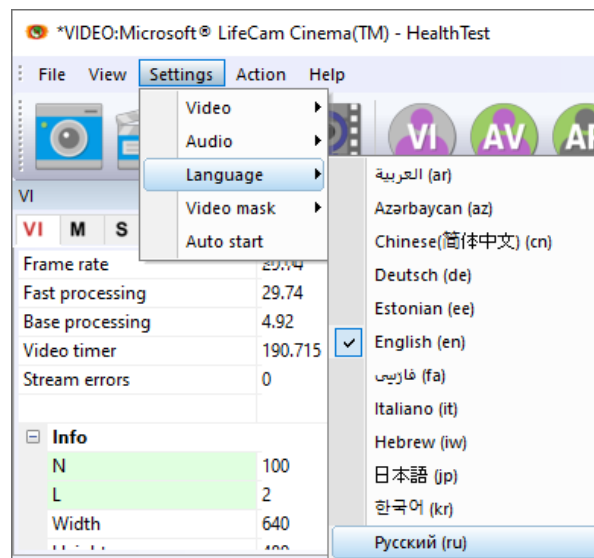 *VIDEO:Microsoft® LifeCam Cinema(TM) - HealthTest
File View Settings Action Help
VI AV
Video
Audio
Language
Video mask
Auto start
العربية (ar)
Azərbaycan (az)
Chinese(简体中文) (cn)
Deutsch (de)
Estonian (ee)
English (en)
فارَسِی (fa)
Italiano (it)
Hebrew (iw)
日本語 (jp)
한국어 (kr)
Русский (ru)
VI
VI M S
Frame rate
Fast processing 29.74
Base processing 4.92
Video timer 190.715
Stream errors 0
Info
N 100
L 2
Width 640